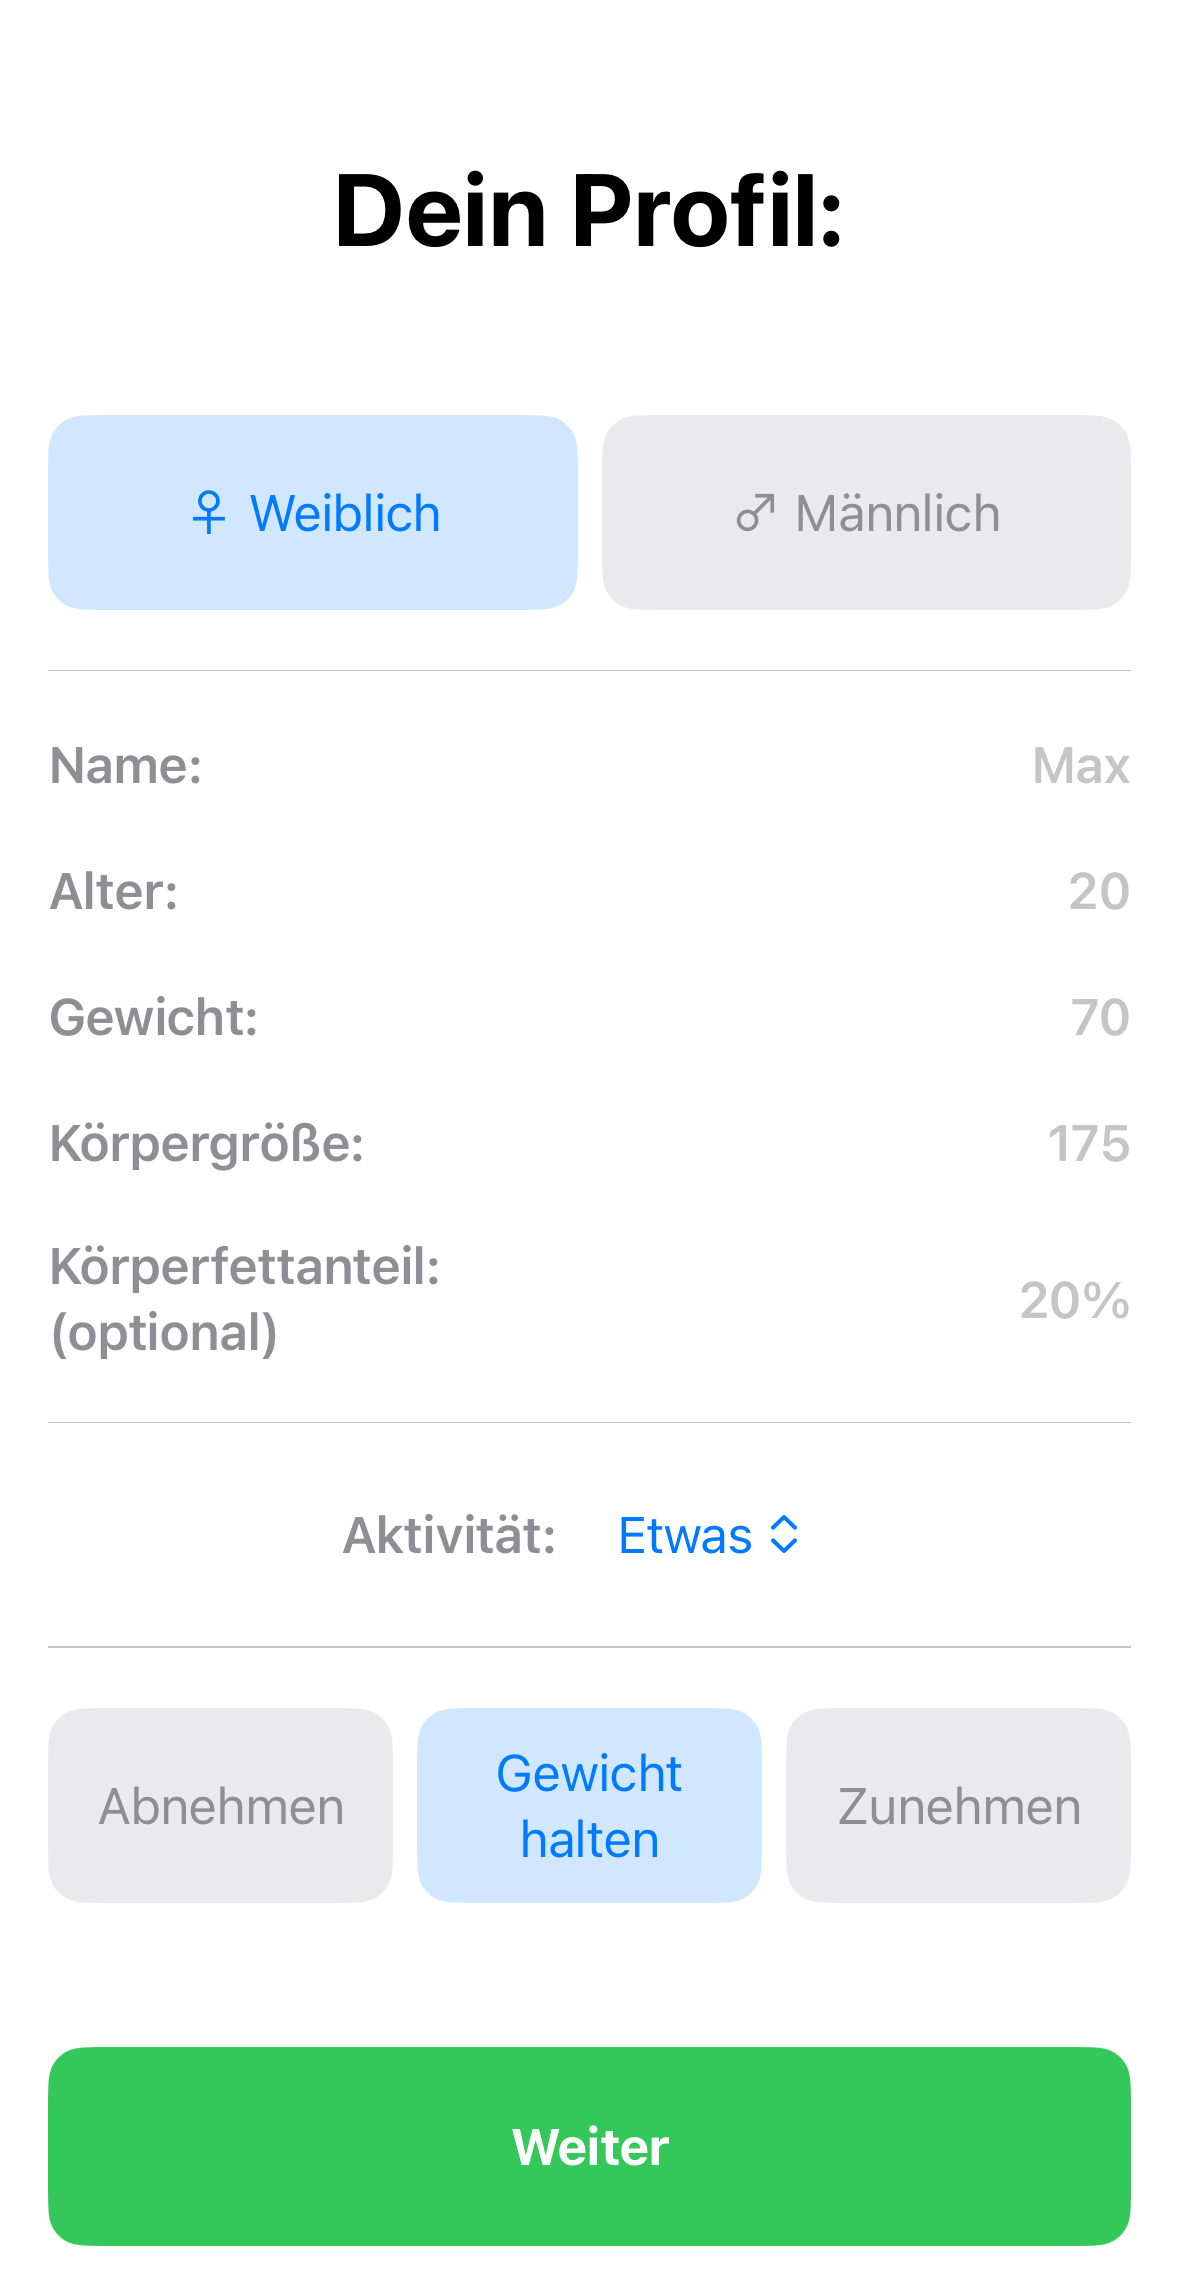 Dein Profil:
♀ Weiblich
♂ Männlich
Name: Max
Alter: 20
Gewicht: 70
Körpergröße: 175
Körperfettanteil:
(optional)
20%
Aktivität: Etwas
Abnehmen
Gewicht
halten
Zunehmen
Weiter